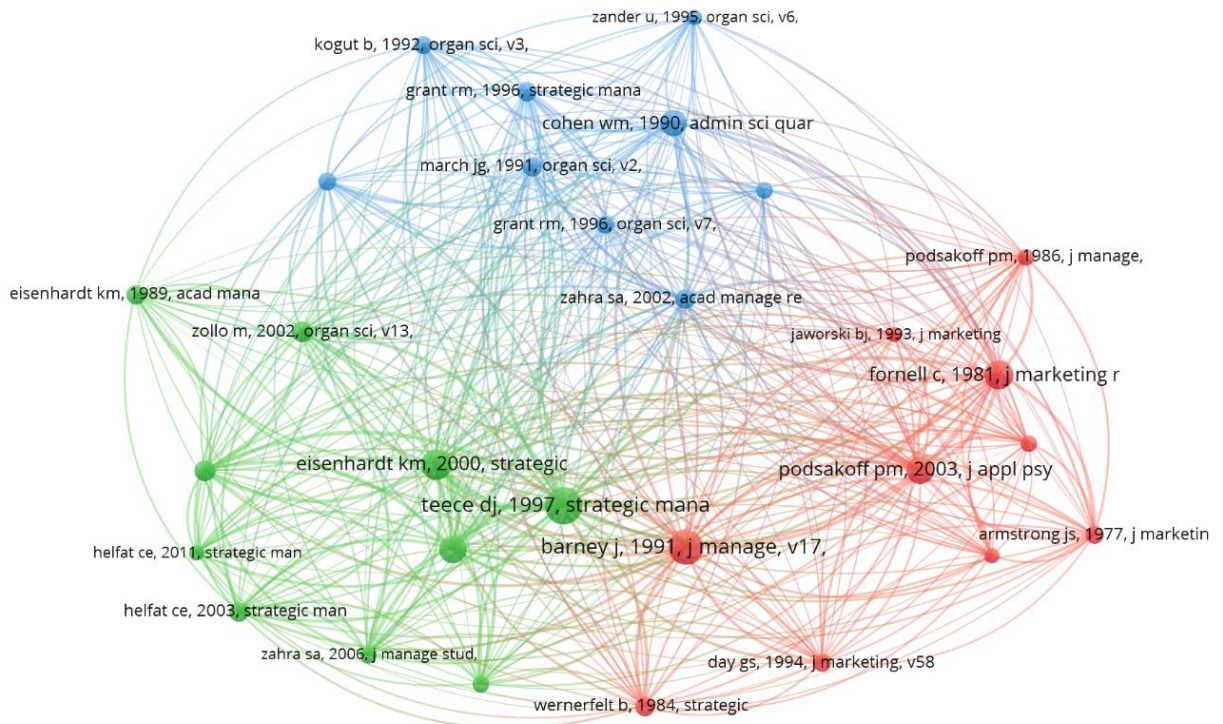 zander u, 1995, organ sci, v6,
kogut b, 1992, organ sci, v3,
grant rm, 1996, strategic mana
cohen wm, 1990, admin sci quar
march jg, 1991, organ sci, v2,
grant rm, 1996, organ sci, v7,
podsakoff pm, 1986, j manage,
eisenhardt km, 1989, acad mana
zahra sa, 2002, acad manage re
zollo m, 2002, organ sci, v13,
jaworski bj, 1993, j marketing
fornell c, 1981, j marketing r
eisenhardt km, 2000, strategic
podsakoff pm, 2003, j appl psy
teece dj, 1997, strategic mana
armstrong js, 1977, j marketin
barney j, 1991, j manage, v17,
helfat ce, 2011, strategic man
helfat ce, 2003, strategic man
zahra sa, 2006, j manage stud,
day gs, 1994, j marketing, v58
wernerfelt b, 1984, strategic